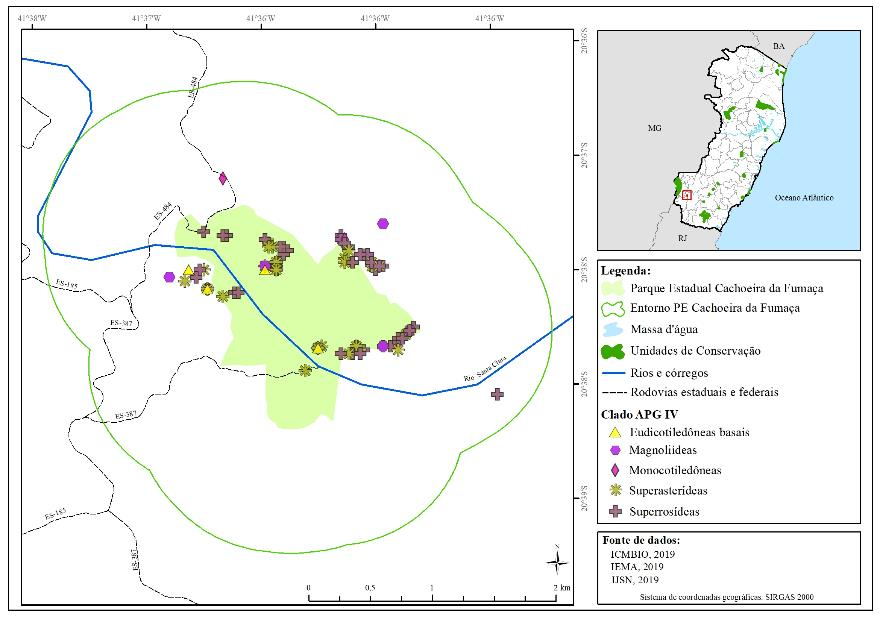 41°38'W 41°37'W 41°36'W 41°36'W 41°36'W
20°36'S
20°37'S
20°38'S
20°38'S
20°39'S
ES-484
ES-484
ES-185
ES-387
ES-387
ES-387
Rio Santa Clara
0 0,5 1 2 km
BA
MG
Oceano Atlântico
RJ
Legenda:
Parque Estadual Cachoeira da Fumaça
Entorno PE Cachoeira da Fumaça
Massa d'água
Unidades de Conservação
Rios e córregos
Rodovias estaduais e federais
Clado APG IV
Eudicotiledôneas basais
Magnoliídeas
Monocotiledôneas
Superasterídeas
Superrosídeas
Fonte de dados:
ICMBIO, 2019
IEMA, 2019
IJSN, 2019
Sistema de coordenadas geográficas: SIRGAS 2000